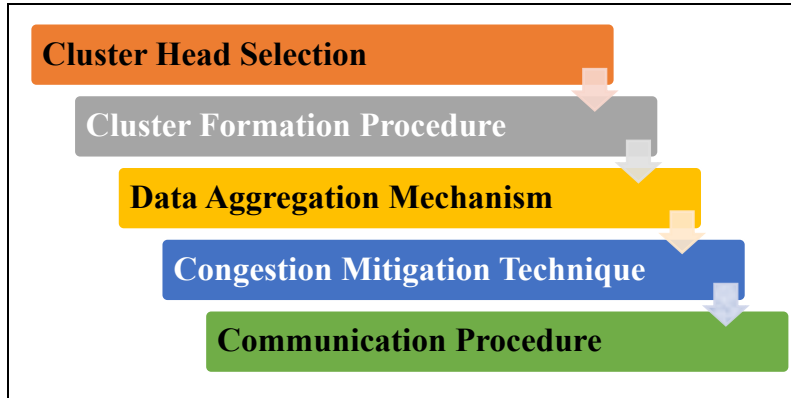 Cluster Head Selection
Cluster Formation Procedure
Data Aggregation Mechanism
Congestion Mitigation Technique
Communication Procedure